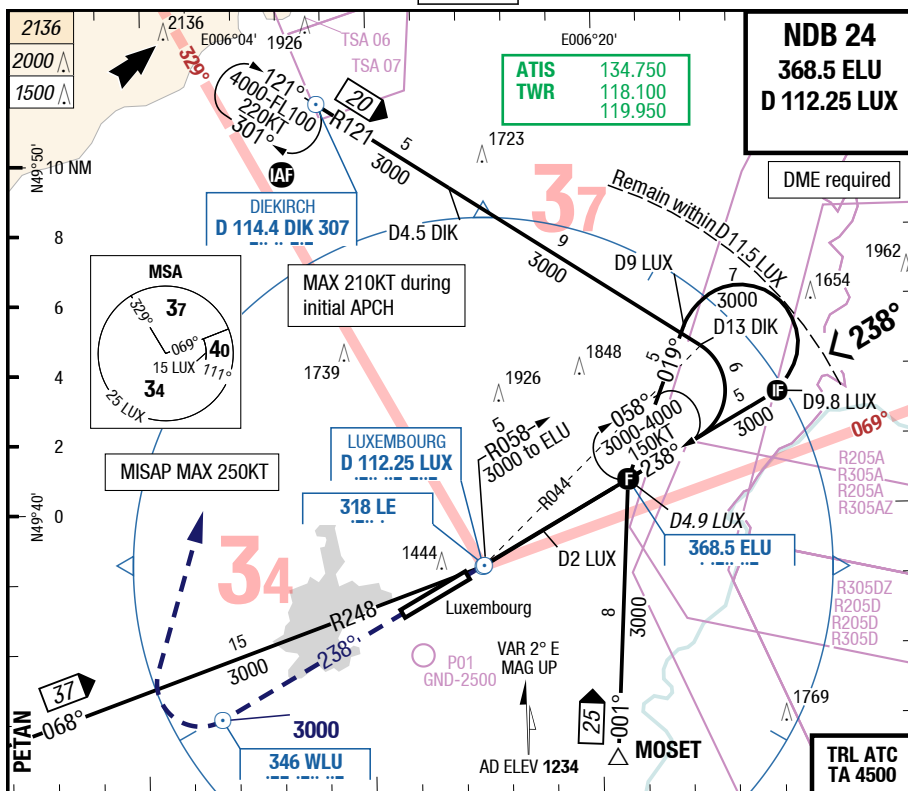 2136
2000
1500
2136
1926
E006°04'
TSA 06
TSA 07
E006°20'
ATIS 134.750
TWR 118.100
119.950
NDB 24
368.5 ELU
D 112.25 LUX
DME required
329°
121°
4000-FL100
220KT
301°
20
R121
5
3000
1723
IAF
N49°50'
10 NM
8
6
4
2
0
N49°40'
DIEKIRCH
D 114.4 DIK 307
D4.5 DIK
37
9
3000
Remain within D11.5 LUX
D9 LUX
7
3000
1654
1962
238°
MSA
37
329°
069°
40
15 LUX
111°
34
25 LUX
MAX 210KT during
initial APCH
D13 DIK
5
019°
6
5
3000
IF
D9.8 LUX
069°
1739
1848
1926
058°
3000-4000
150KT
238°
5
R058
3000 to ELU
R044
F
D4.9 LUX
368.5 ELU
R205A
R305A
R205A
R305AZ
MISAP MAX 250KT
LUXEMBOURG
D 112.25 LUX
318 LE
1444
34
D2 LUX
Luxembourg
R305DZ
R205D
R205D
R305D
R248
15
3000
238°
8
3000
P01
GND-2500
VAR 2° E
MAG UP
37
068°
PETAN
3000
346 WLU
AD ELEV 1234
25
001°
MOSET
1769
TRL ATC
TA 4500